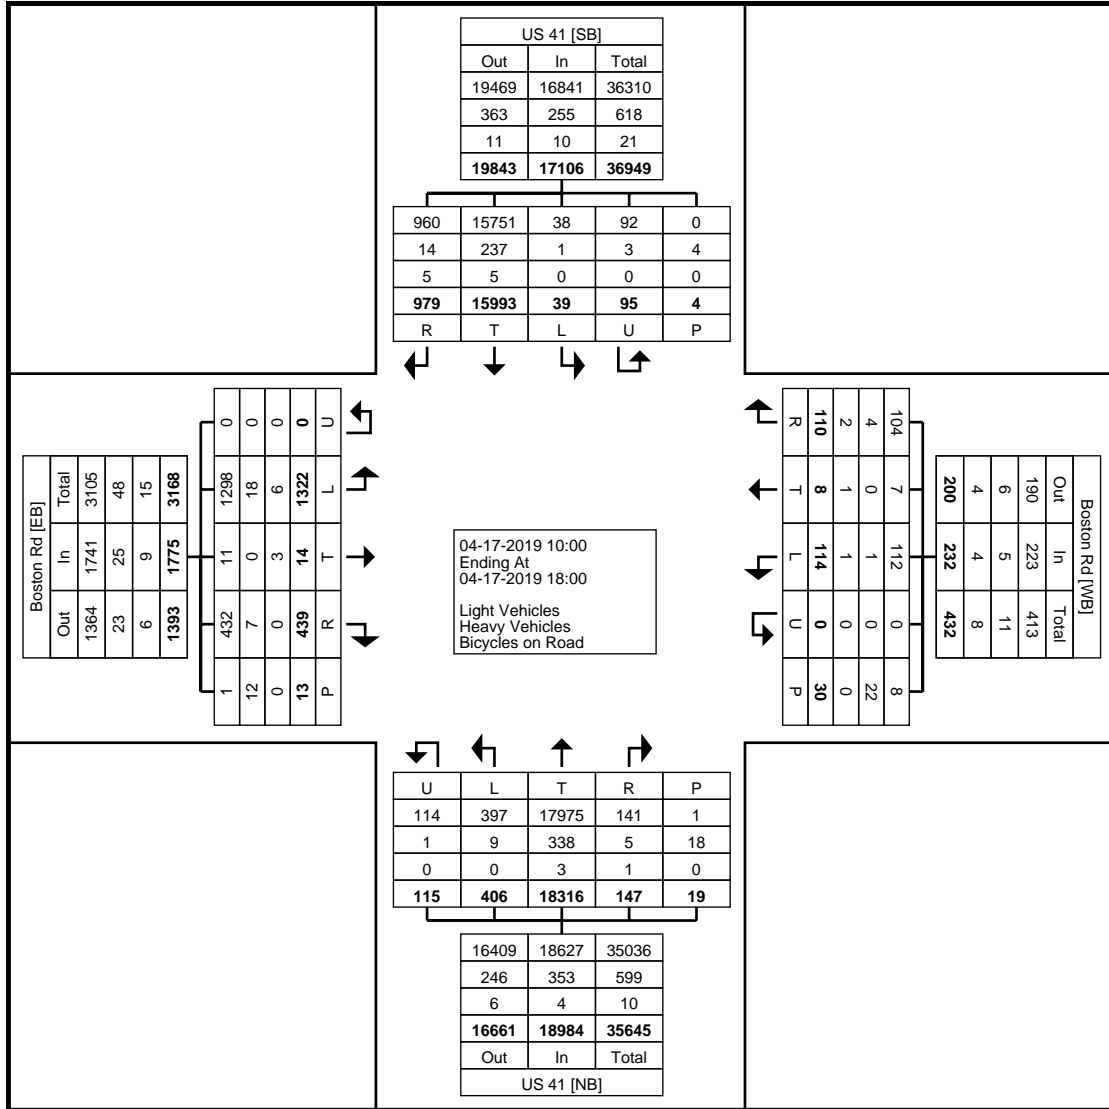 US 41 [SB]
Out In Total
19469 16841 36310
363 255 618
11 10 21
19843 17106 36949
960 15751 38 92 0
14 237 1 3 4
5 5 0 0 0
979 15993 39 95 4
R T L U P
Boston Rd [EB]
Total 3105 48 15 3168
In 1741 25 9 1775
Out 1364 23 6 1393
0 0 0 0 U
1298 18 6 1322 L
11 0 3 14 T
432 7 0 439 R
1 12 0 13 P
04-17-2019 10:00
Ending At
04-17-2019 18:00
Light Vehicles
Heavy Vehicles
Bicycles on Road
R 110 2 4 104
T 8 1 0 7
L 114 1 1 112
U 0 0 0 0
P 30 0 22 8
200 4 6 190 Out
232 4 5 223 In
432 8 11 413 Total
Boston Rd [WB]
U L T R P
114 397 17975 141 1
1 9 338 5 18
0 0 3 1 0
115 406 18316 147 19
16409 18627 35036
246 353 599
6 4 10
16661 18984 35645
Out In Total
US 41 [NB]